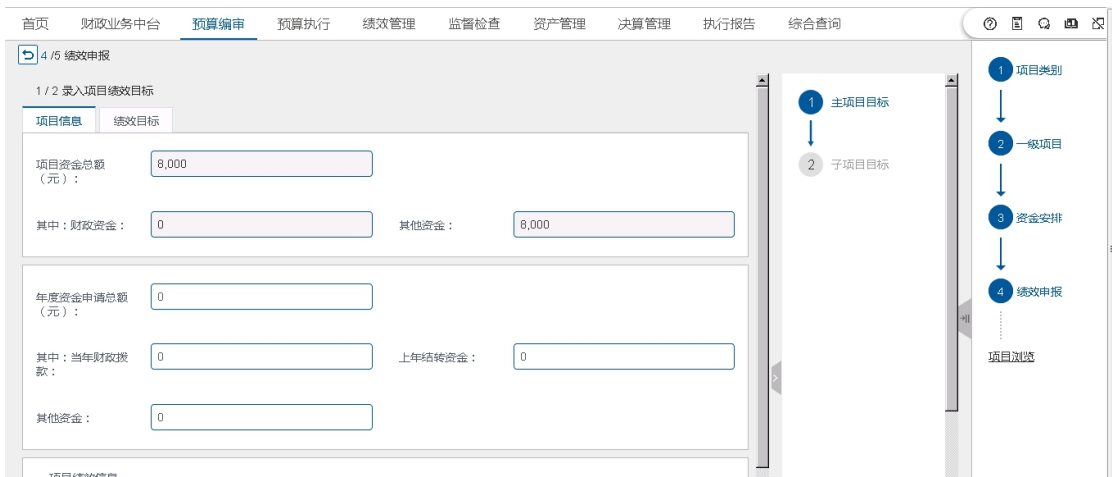 首页 财政业务中台 预算编审 预算执行 绩效管理 监督检查 资产管理 决算管理 执行报告 综合查询
4 /5 绩效申报
1 / 2 录入项目绩效目标
项目信息 绩效目标
项目资金总额
（元）：
8,000
其中：财政资金： 0 其他资金： 8,000
年度资金申请总额
（元）：
0
其中：当年财政拨
款：
0 上年结转资金： 0
其他资金： 0
项目绩效信息
1 主项目目标
2 子项目目标
1 项目类别
2 一级项目
3 资金安排
4 绩效申报
项目浏览